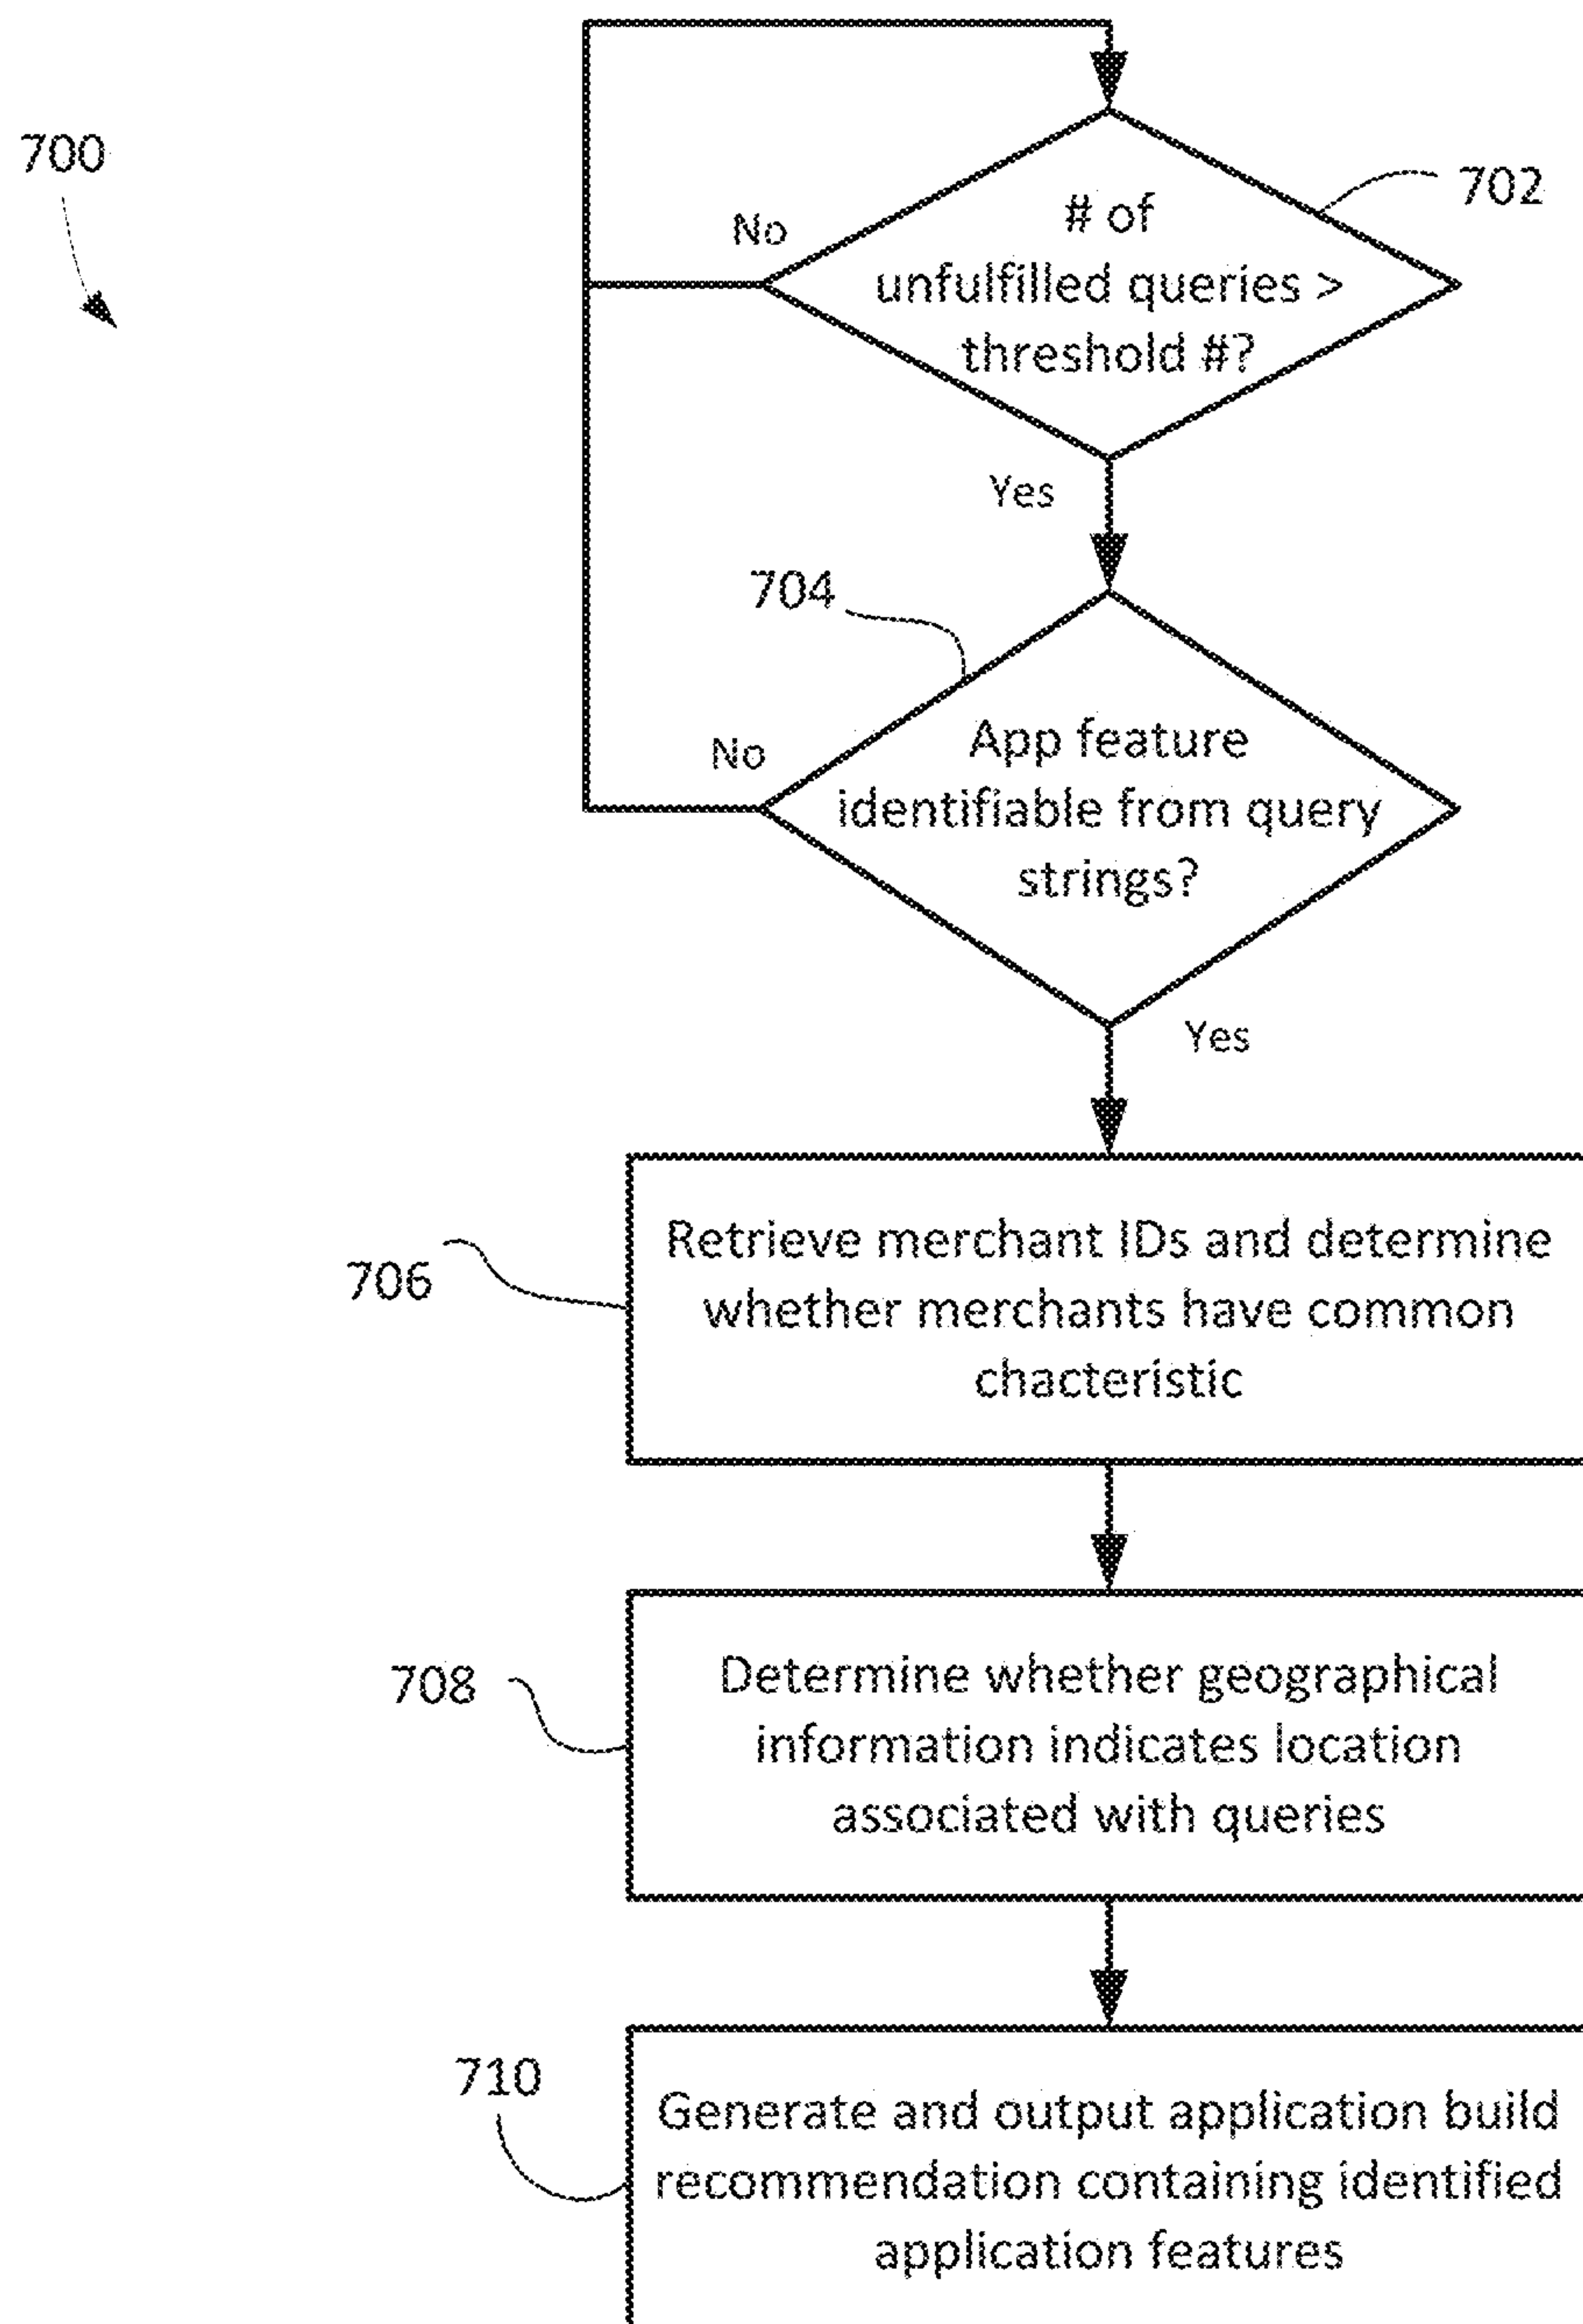 700
702
No
# of
unfulfilled queries >
threshold #?
Yes
704
No
App feature
identifiable from query
strings?
Yes
706
Retrieve merchant IDs and determine
whether merchants have common
chacteristic
708
Determine whether geographical
information indicates location
associated with queries
710
Generate and output application build
recommendation containing identified
application features